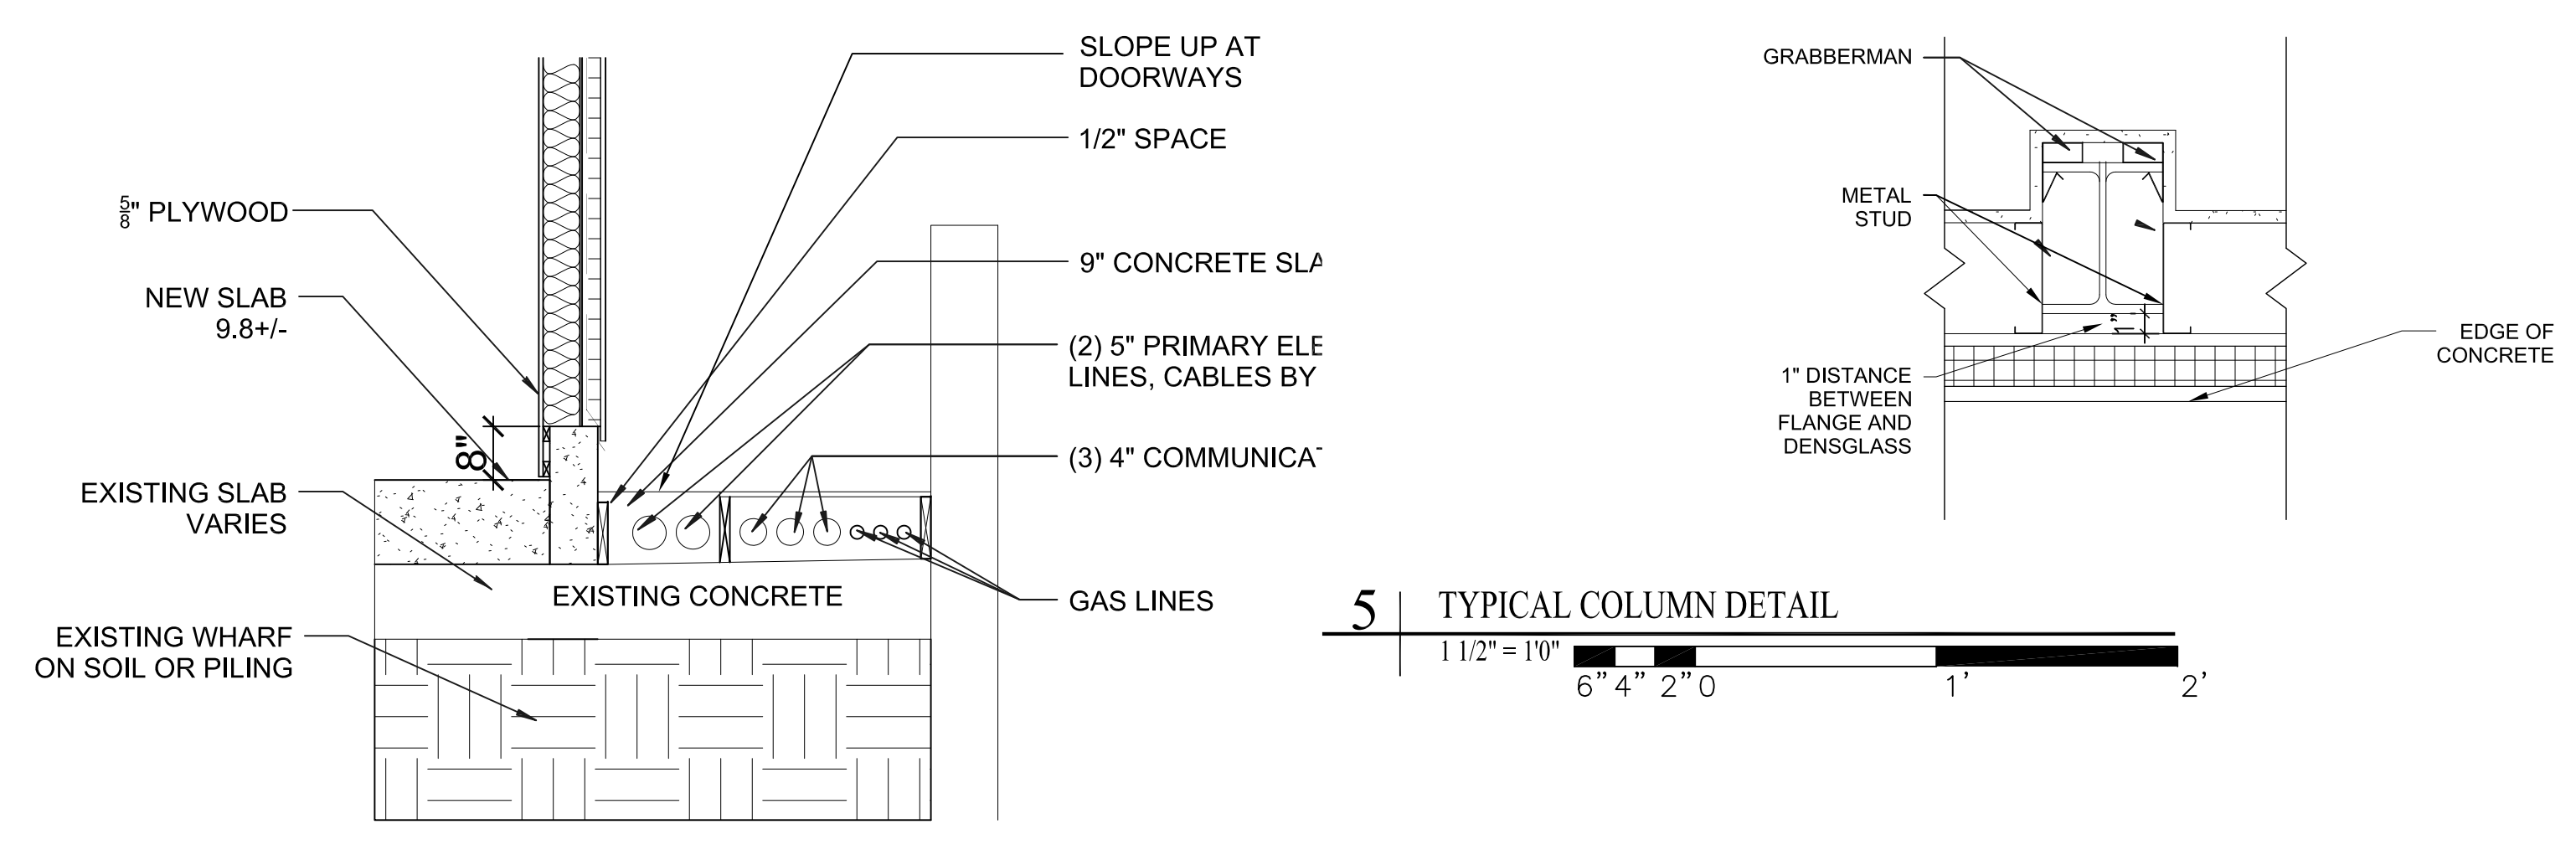 SLOPE UP AT
DOORWAYS
1/2" SPACE
5/8" PLYWOOD
9" CONCRETE SLA
NEW SLAB
9.8+/-
(2) 5" PRIMARY ELE
LINES, CABLES BY
8"
(3) 4" COMMUNICAT
EXISTING SLAB
VARIES
EXISTING CONCRETE
GAS LINES
EXISTING WHARF
ON SOIL OR PILING
GRABBERMAN
METAL
STUD
1"
EDGE OF
CONCRETE
1" DISTANCE
BETWEEN
FLANGE AND
DENSGLASS
5 TYPICAL COLUMN DETAIL
1 1/2" = 1'0"
6" 4" 2" 0 1' 2'